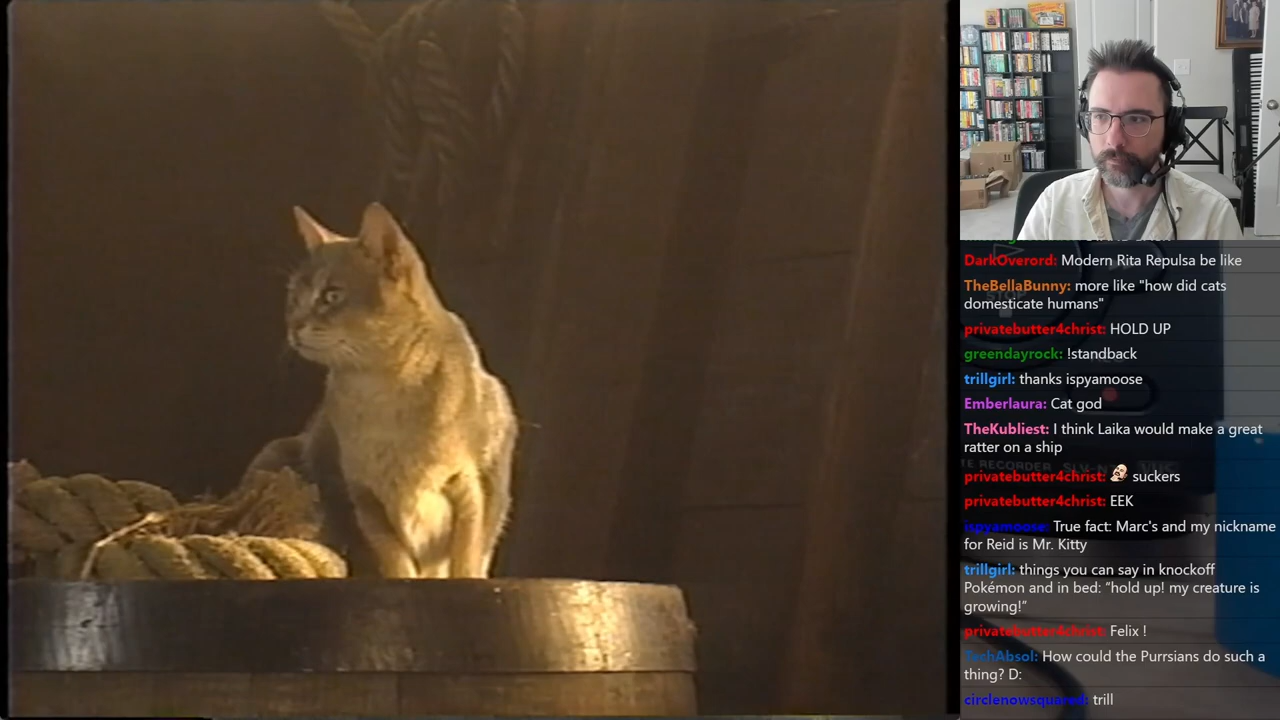 DarkOverord: Modern Rita Repulsa be like
TheBellaBunny: more like "how did cats
domesticate humans"
privatebutter4christ: HOLD UP
greendayrock: !standback
trillgirl: thanks ispyamoose
Emberlaura: Cat god
TheKubliest: I think Laika would make a great
ratter on a ship
privatebutter4christ: suckers
privatebutter4christ: EEK
ispyamoose: True fact: Marc's and my nickname
for Reid is Mr. Kitty
trillgirl: things you can say in knockoff
Pokémon and in bed: "hold up! my creature is
growing!"
privatebutter4christ: Felix !
TechAbsol: How could the Purrsians do such a
thing? D:
circlenowsquared: trill